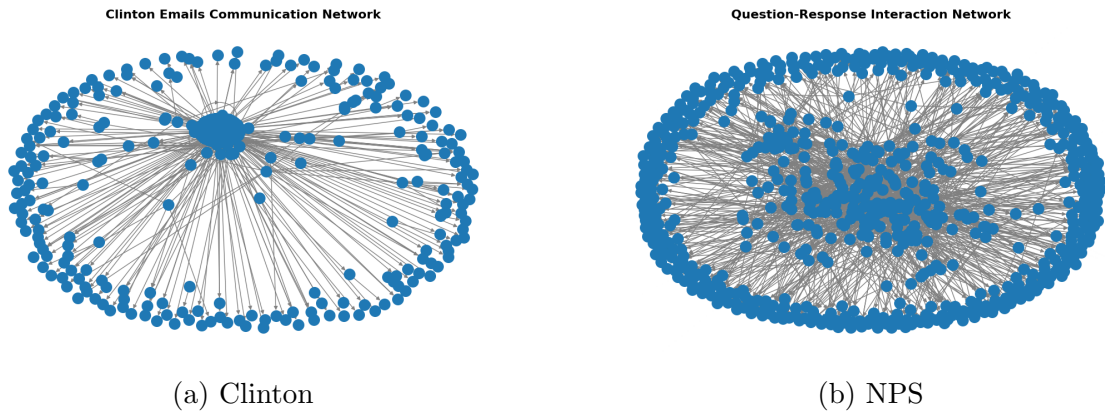 Clinton Emails Communication Network
Question-Response Interaction Network
(a) Clinton
(b) NPS